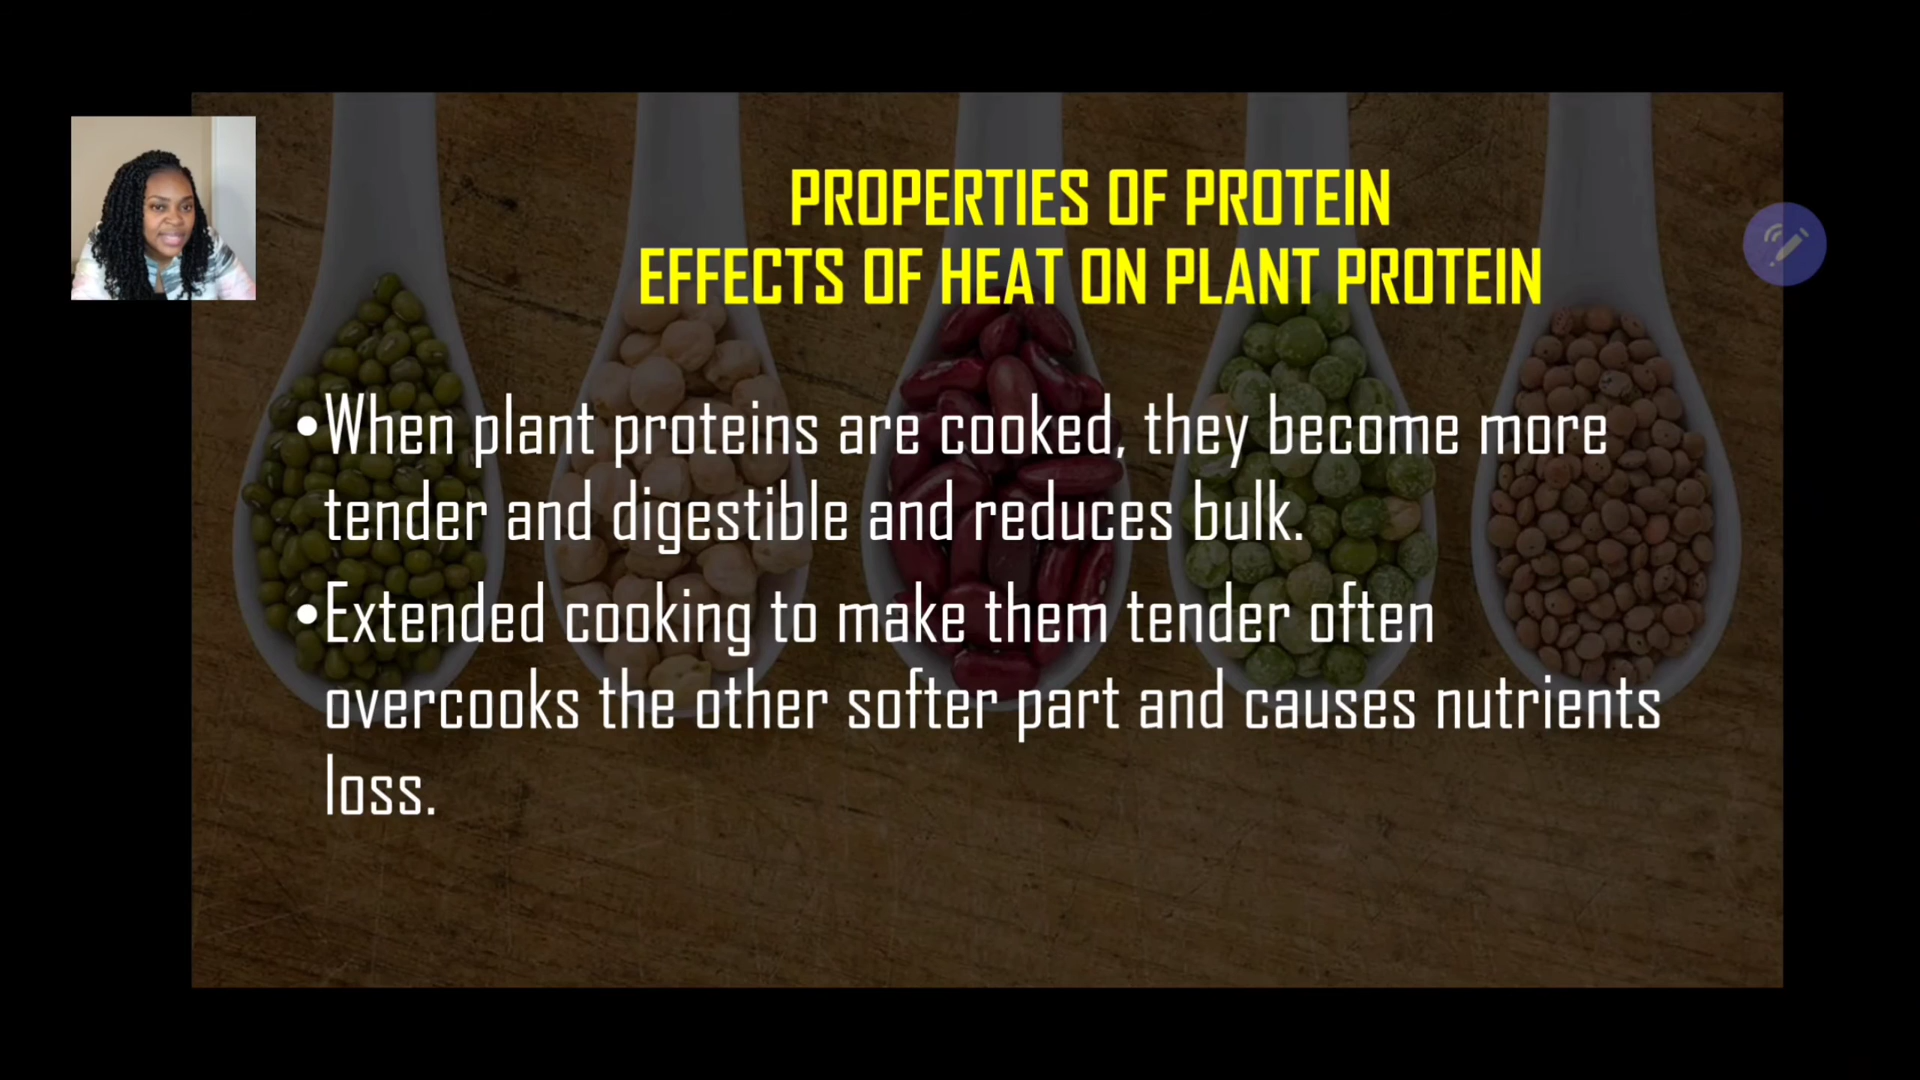 PROPERTIES OF PROTEIN
EFFECTS OF HEAT ON PLANT PROTEIN
•When plant proteins are cooked, they become more
tender and digestible and reduces bulk.
•Extended cooking to make them tender often
overcooks the other softer part and causes nutrients
loss.